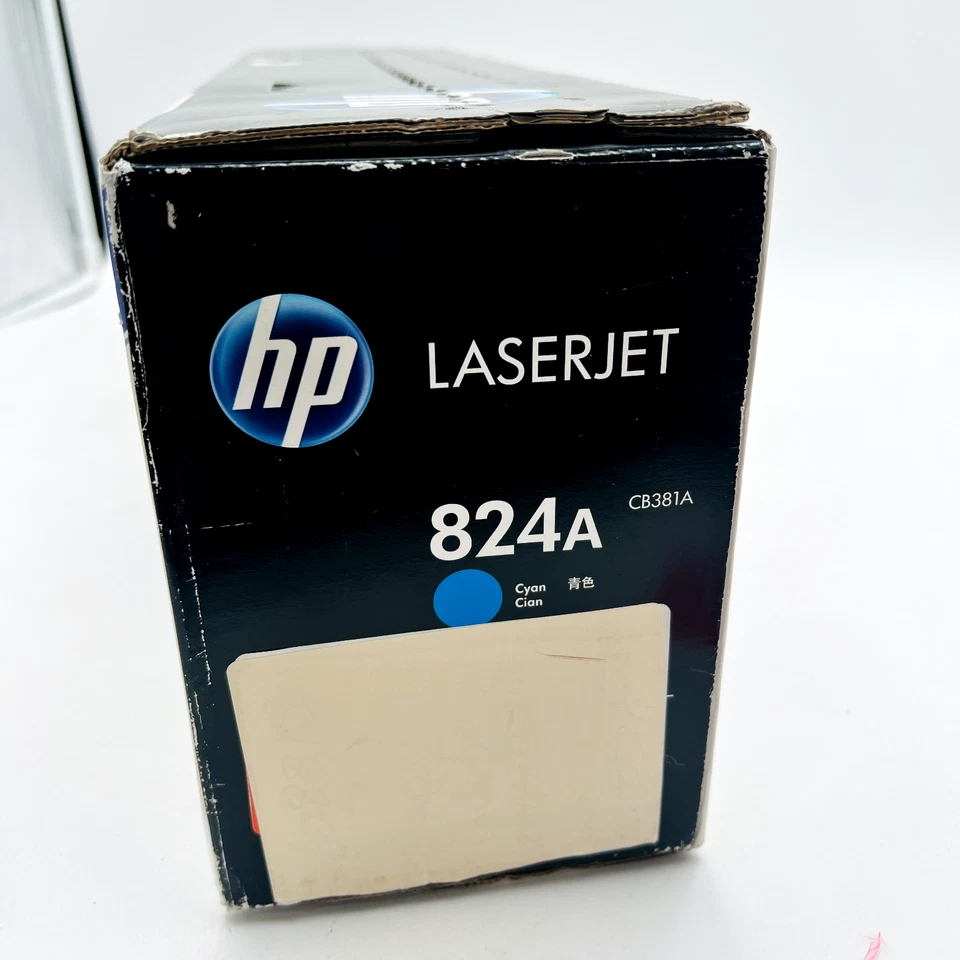 hp
LASERJET
824A
CB381A
Cyan 青色
Cian